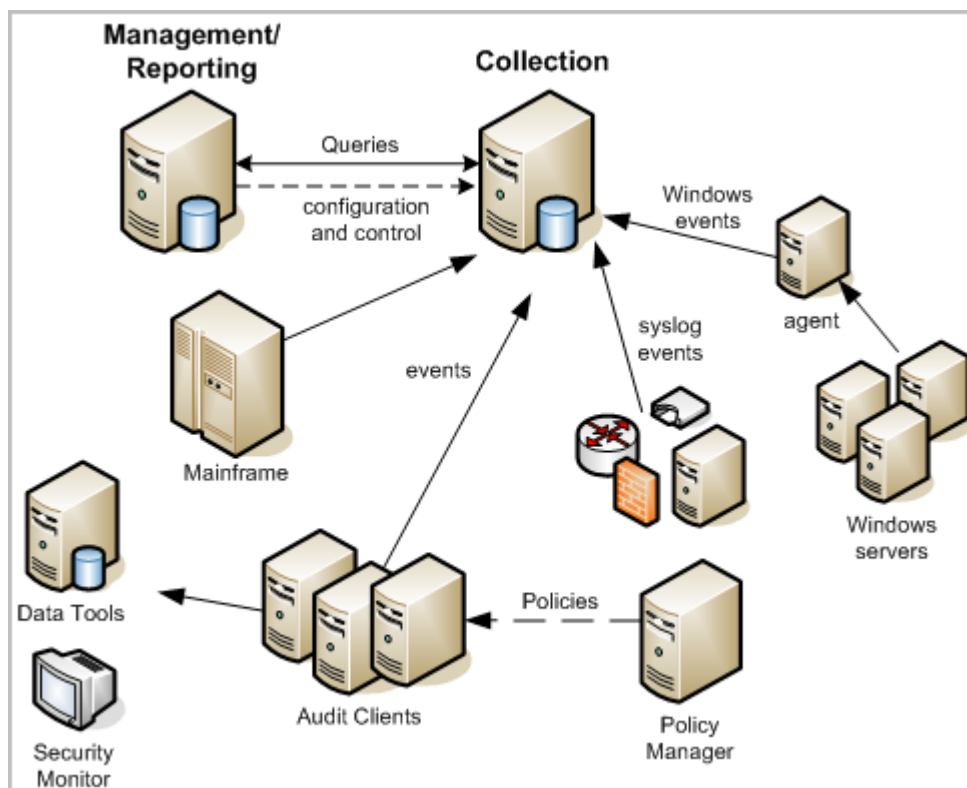 Management/
Reporting
Collection
Queries
configuration
and control
Windows
events
agent
syslog
events
events
Mainframe
Windows
servers
Data Tools
Policies
Audit Clients
Policy
Manager
Security
Monitor